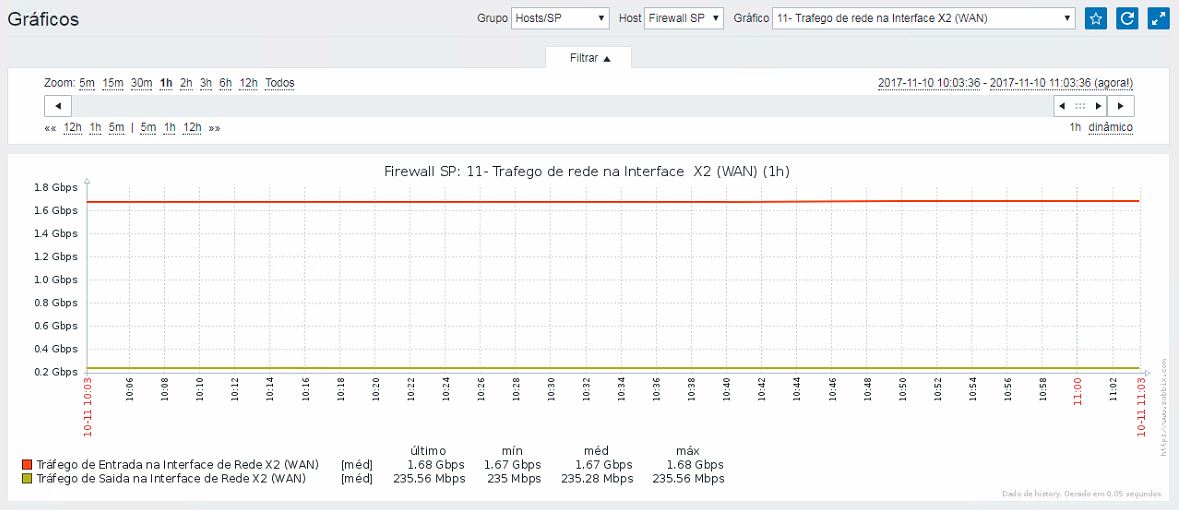 Gráficos Grupo Hosts/SP Host Firewall SP Gráfico 11- Trafego de rede na Interface X2 (WAN)
Filtrar
Zoom: 5m 15m 30m 1h 2h 3h 6h 12h Todos 2017-11-10 10:03:36 - 2017-11-10 11:03:36 (agora!)
«« 12h 1h 5m | 5m 1h 12h »» 1h dinâmico
Firewall SP: 11- Trafego de rede na Interface X2 (WAN) (1h)
1.8 Gbps
1.6 Gbps
1.4 Gbps
1.2 Gbps
1.0 Gbps
0.8 Gbps
0.6 Gbps
0.4 Gbps
0.2 Gbps
10-11 10:03 10:06 10:08 10:10 10:12 10:14 10:16 10:18 10:20 10:22 10:24 10:26 10:28 10:30 10:32 10:34 10:36 10:38 10:40 10:42 10:44 10:46 10:48 10:50 10:52 10:54 10:56 10:58 11:00 11:02 10-11 11:03
https://www.zabbix.com
último mín méd máx
Tráfego de Entrada na Interface de Rede X2 (WAN) [méd] 1.68 Gbps 1.67 Gbps 1.67 Gbps 1.68 Gbps
Tráfego de Saida na Interface de Rede X2 (WAN) [méd] 235.56 Mbps 235 Mbps 235.28 Mbps 235.56 Mbps
Dado de history. Gerado em 0.05 segundos.